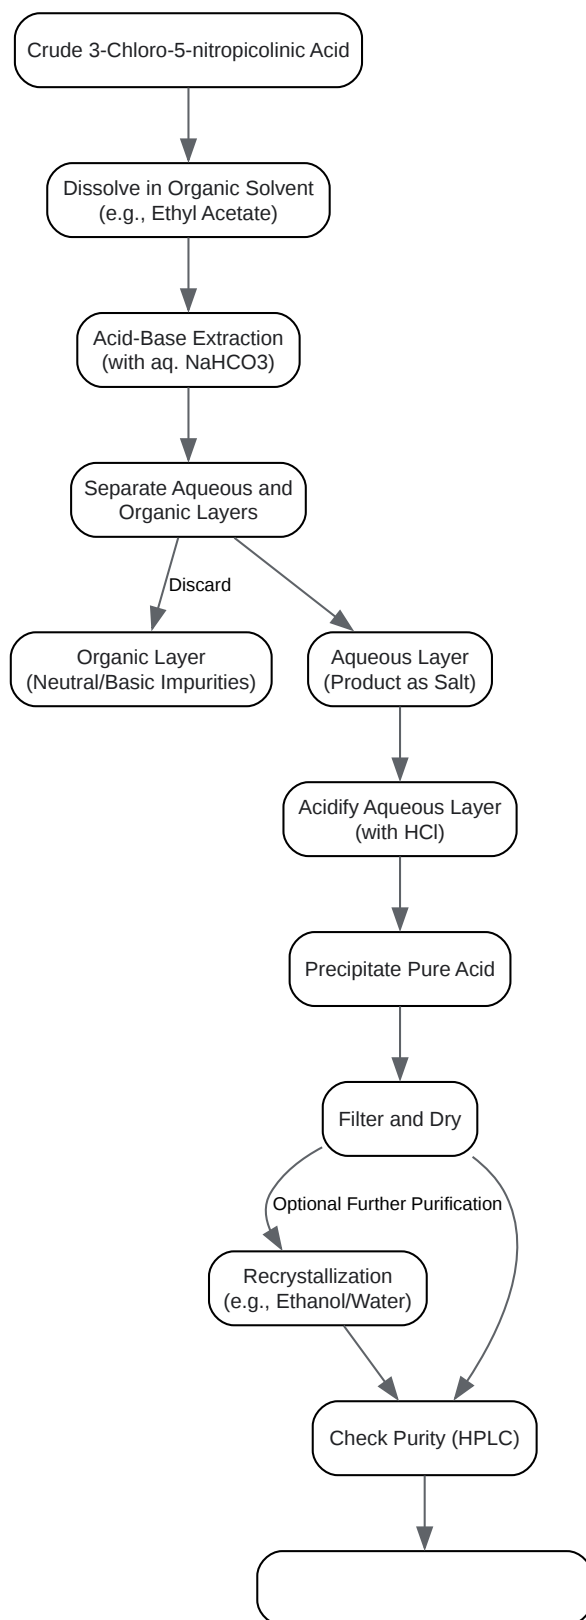 Crude 3-Chloro-5-nitropicolinic Acid
Dissolve in Organic Solvent
(e.g., Ethyl Acetate)
Acid-Base Extraction
(with aq. NaHCO3)
Separate Aqueous and
Organic Layers
Discard
Organic Layer
(Neutral/Basic Impurities)
Aqueous Layer
(Product as Salt)
Acidify Aqueous Layer
(with HCl)
Precipitate Pure Acid
Filter and Dry
Optional Further Purification
Recrystallization
(e.g., Ethanol/Water)
Check Purity (HPLC)